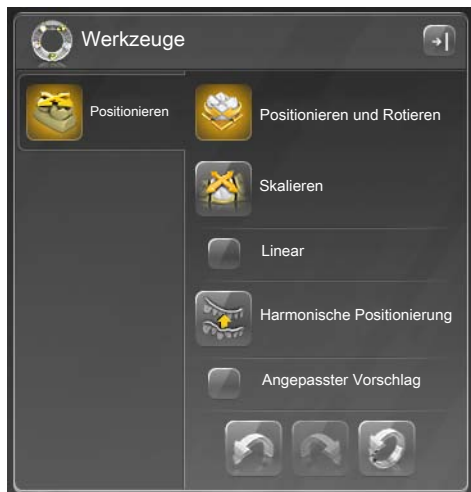 Werkzeuge
Positionieren
Positionieren und Rotieren
Skalieren
Linear
Harmonische Positionierung
Angepasster Vorschlag